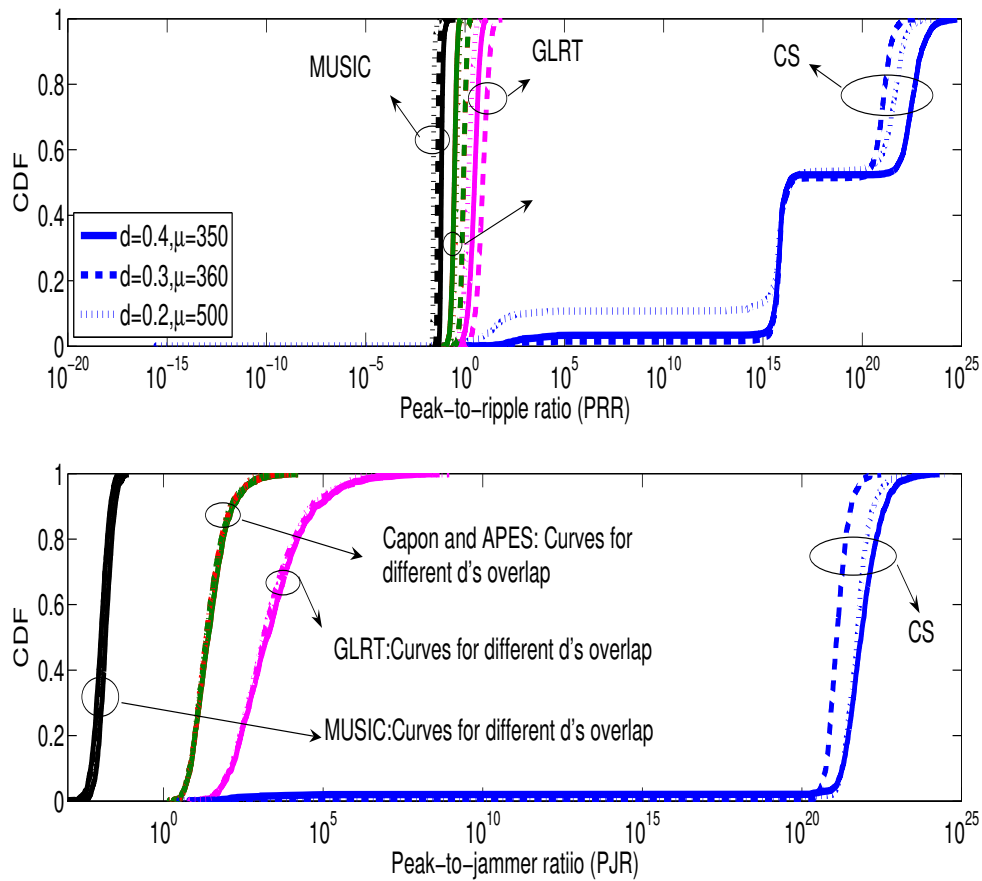 1
0.8
0.6
0.4
0.2
0
CDF
MUSIC
GLRT
CS
d=0.4,μ=350
d=0.3,μ=360
d=0.2,μ=500
10^-20 10^-15 10^-10 10^-5 10^0 10^5 10^10 10^15 10^20 10^25
Peak-to-ripple ratio (PRR)
1
0.8
0.6
0.4
0.2
0
CDF
Capon and APES: Curves for
different d's overlap
GLRT:Curves for different d's overlap
MUSIC:Curves for different d's overlap
CS
10^0 10^5 10^10 10^15 10^20 10^25
Peak-to-jammer ratiio (PJR)